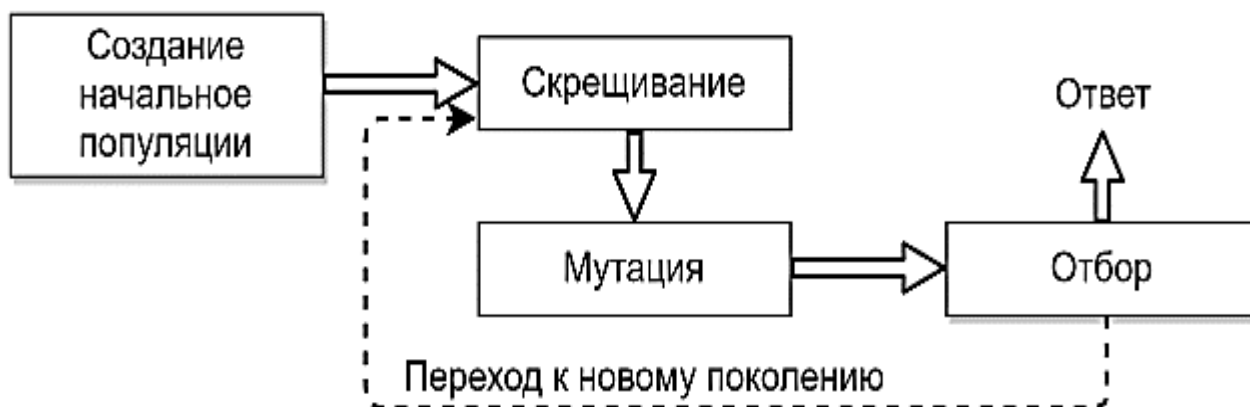 Создание
начальное
популяции
Скрещивание
Ответ
Мутация
Отбор
Переход к новому поколению